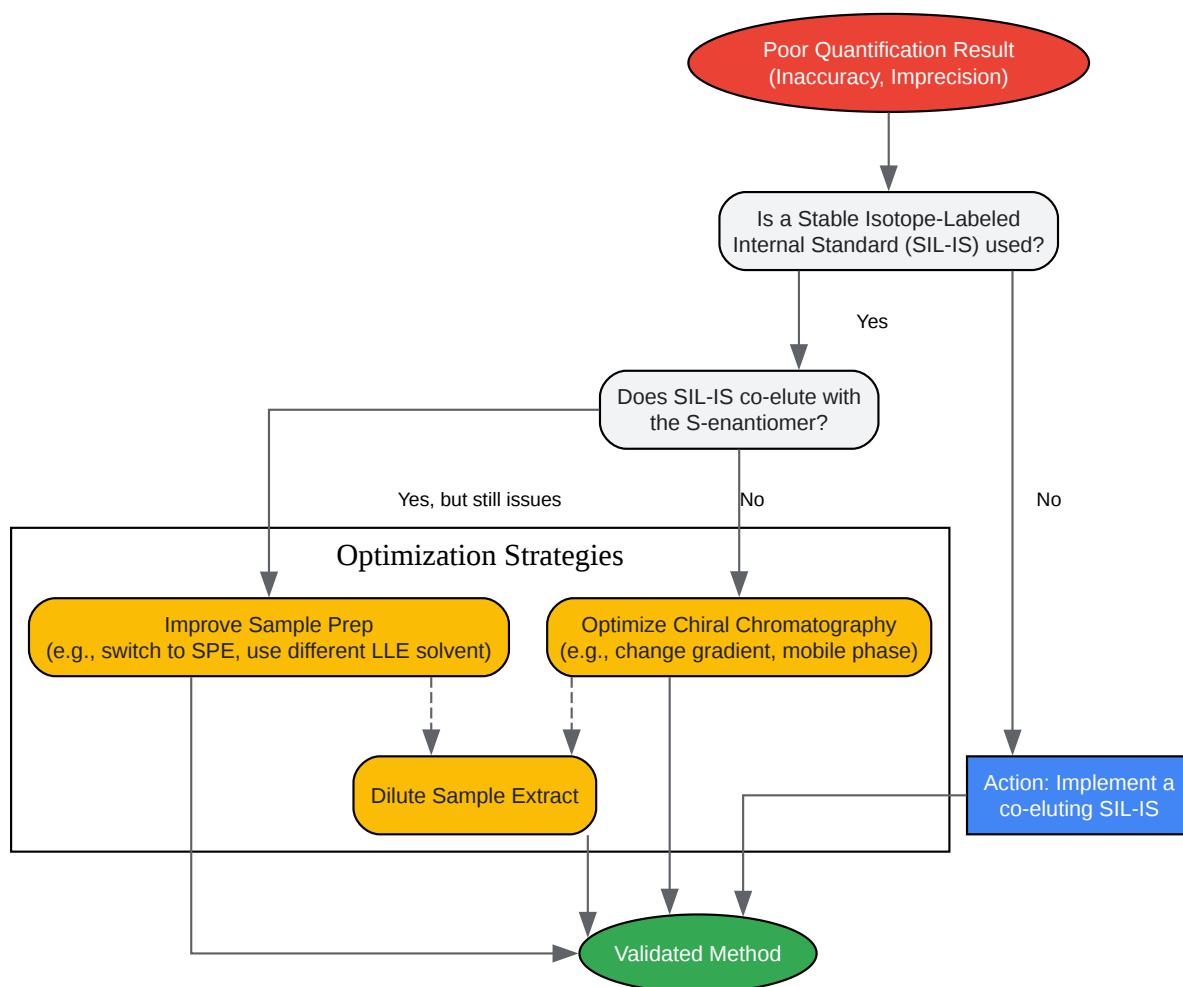 Poor Quantification Result
(Inaccuracy, Imprecision)
Is a Stable Isotope-Labeled
Internal Standard (SIL-IS) used?
Yes
Does SIL-IS co-elute with
the S-enantiomer?
Yes, but still issues
No
No
Optimization Strategies
Improve Sample Prep
(e.g., switch to SPE, use different LLE solvent)
Optimize Chiral Chromatography
(e.g., change gradient, mobile phase)
Dilute Sample Extract
Action: Implement a
co-eluting SIL-IS
Validated Method